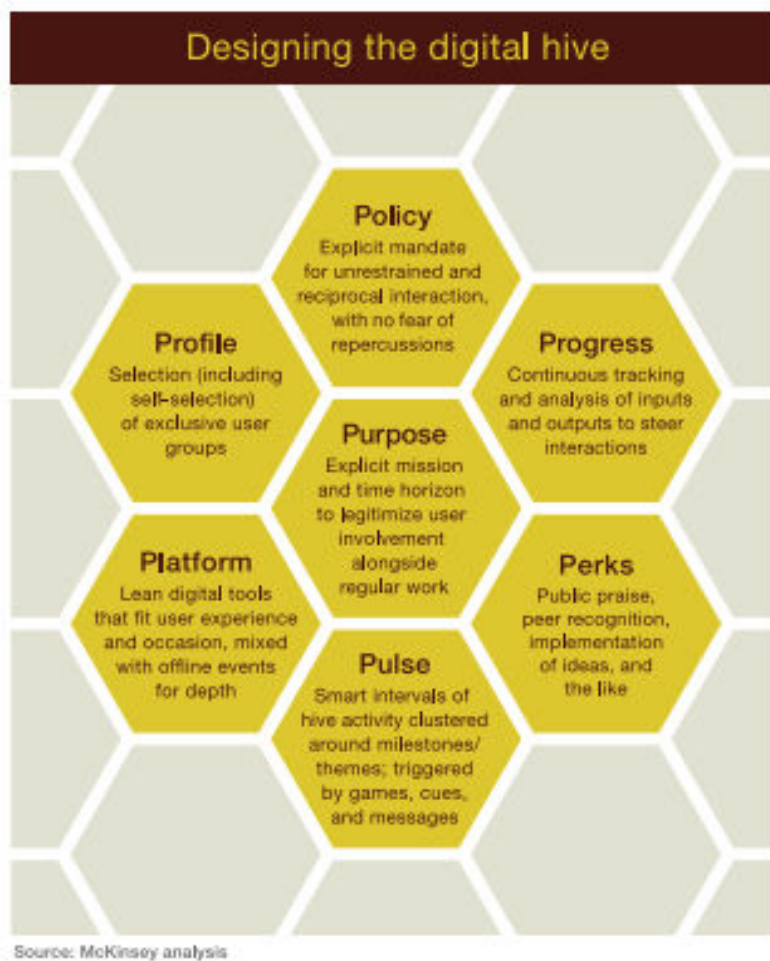 Designing the digital hive
Policy
Explicit mandate
for unrestrained and
reciprocal interaction,
with no fear of
repercussions
Profile
Selection (including
self-selection)
of exclusive user
groups
Progress
Continuous tracking
and analysis of inputs
and outputs to steer
interactions
Purpose
Explicit mission
and time horizon
to legitimize user
involvement
alongside
regular work
Platform
Lean digital tools
that fit user experience
and occasion, mixed
with offline events
for depth
Perks
Public praise,
peer recognition,
implementation
of ideas, and
the like
Pulse
Smart intervals of
hive activity clustered
around milestones/
themes; triggered
by games, cues,
and messages
Source: McKinsey analysis